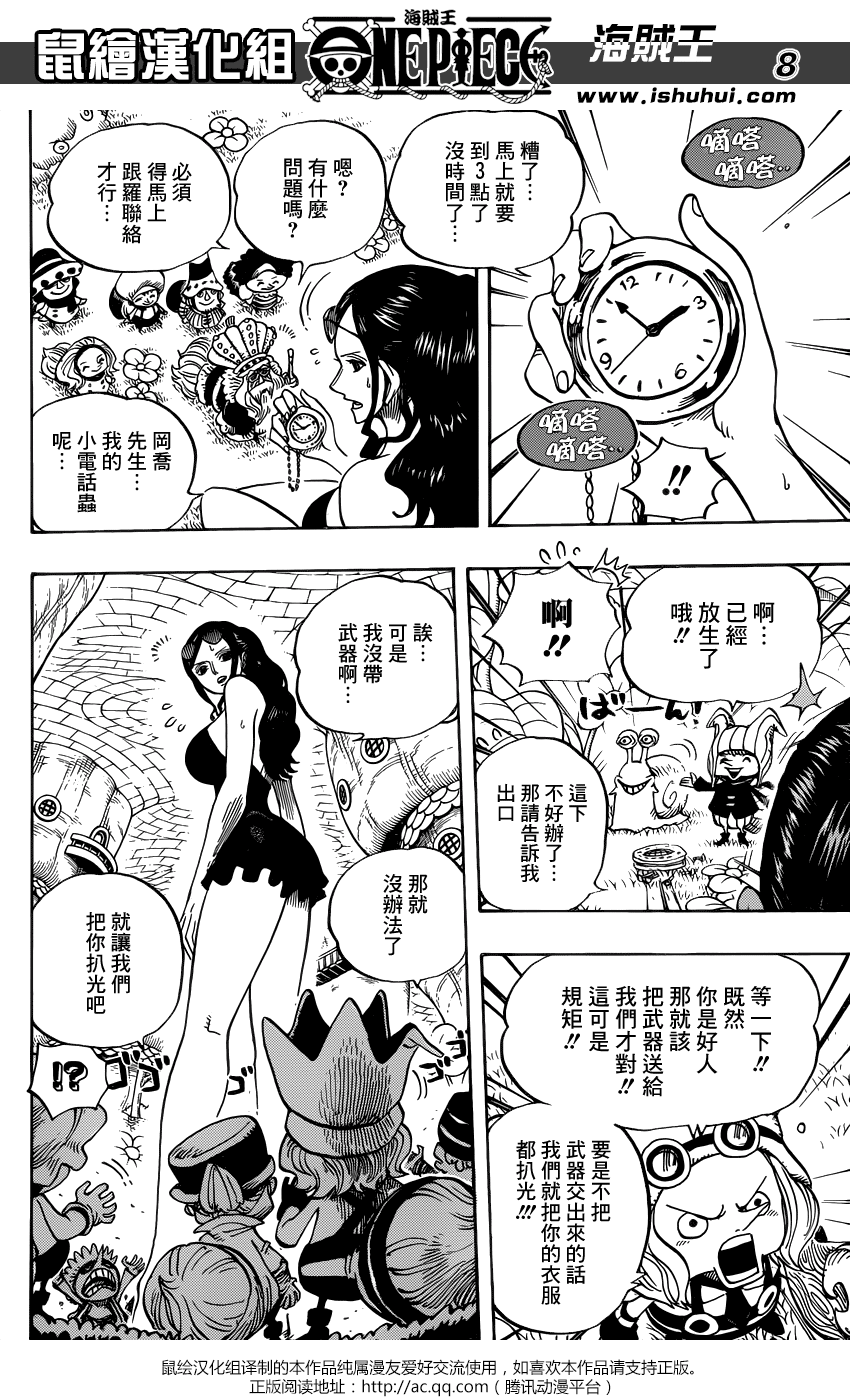 鼠繪漢化組
海賊王
ONE PIECE
海賊王
8
www.ishuhui.com
嘀嗒
嘀嗒..
12
3
6
9
嘀嗒
嘀嗒..
!!
糟了…
馬上就要
到3點了
沒時間了…
嗯?
有什麼
問題嗎?
必須
得馬上
跟羅聯絡
才行…
岡喬
先生…
我的
小電話蟲
呢…
啊…
已經
放生了
哦!!
啊!!
ばーん!
這下
不好辦了…
那請告訴我
出口
等一下!!
既然
你是好人
那就該
把武器送給
我們才對!!
這可是
規矩!!
要是不把
武器交出來的話
我們就把你的衣服
都扒光!!!
誒…
可是
我沒帶
武器啊…
那就
沒辦法了
就讓我們
把你扒光吧
!?
ゴゴ
ゴ
鼠绘汉化组译制的本作品纯属漫友爱好交流使用，如喜欢本作品请支持正版。
正版阅读地址：http://ac.qq.com（腾讯动漫平台）